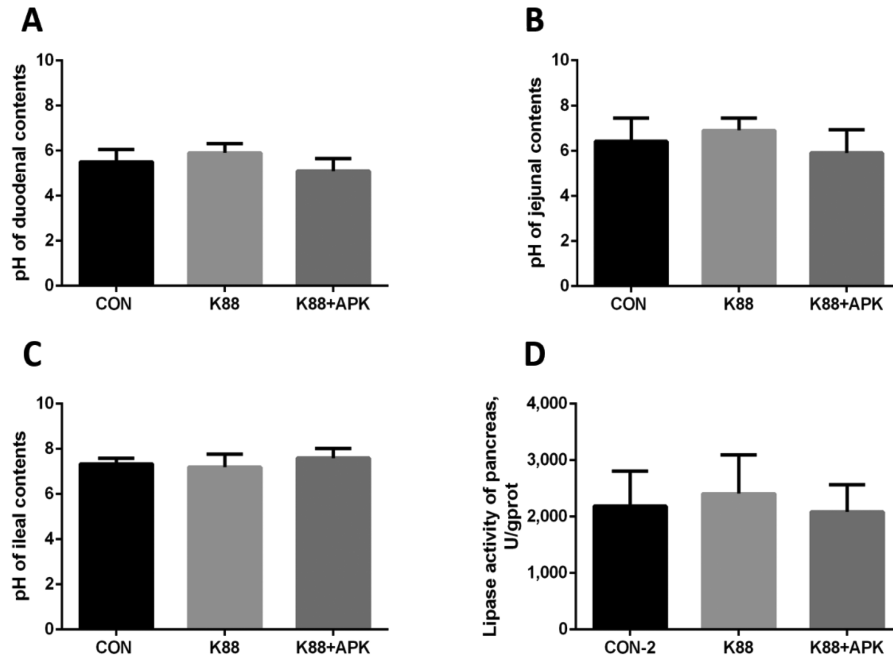 A
pH of duodenal contents
10
8
6
4
2
0
CON K88 K88+APK
B
pH of jejunal contents
10
8
6
4
2
0
CON K88 K88+APK
C
pH of ileal contents
10
8
6
4
2
0
CON K88 K88+APK
D
Lipase activity of pancreas,
U/gprot
4,000
3,000
2,000
1,000
0
CON-2 K88 K88+APK